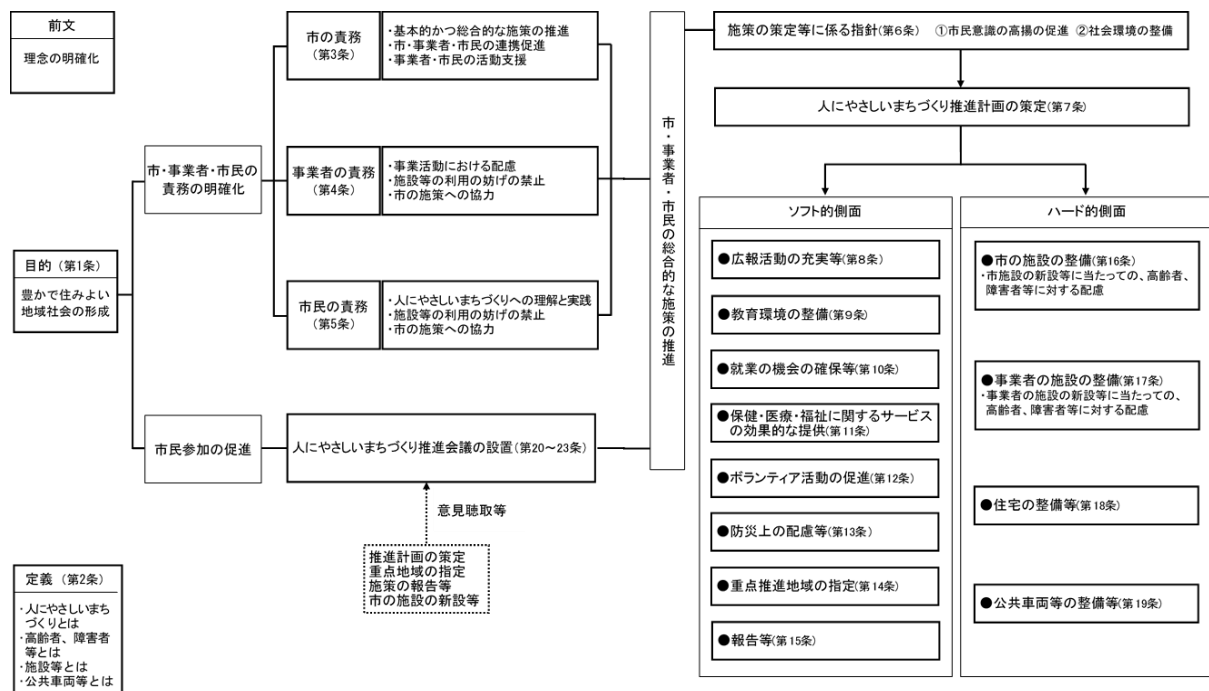 前文
理念の明確化
目的(第1条)
豊かで住みよい
地域社会の形成
定義(第2条)
・人にやさしいまち
づくりとは
・高齢者、障害者
等とは
・施設等とは
・公共車両等とは
市・事業者・市民の
責務の明確化
市民参加の促進
市の責務
(第3条)
・基本的かつ総合的な施策の推進
・市・事業者・市民の連携促進
・事業者・市民の活動支援
事業者の責務
(第4条)
・事業活動における配慮
・施設等の利用の妨げの禁止
・市の施策への協力
市民の責務
(第5条)
・人にやさしいまちづくりへの理解と実践
・施設等の利用の妨げの禁止
・市の施策への協力
人にやさしいまちづくり推進会議の設置(第20~23条)
意見聴取等
推進計画の策定
重点地域の指定
施策の報告等
市の施設の新設等
市・事業者・市民の総合的な施策の推進
施策の策定等に係る指針(第6条) ①市民意識の高揚の促進 ②社会環境の整備
人にやさしいまちづくり推進計画の策定(第7条)
ソフト的側面
●広報活動の充実等(第8条)
●教育環境の整備(第9条)
●就業の機会の確保等(第10条)
●保健・医療・福祉に関するサービス
の効果的な提供(第11条)
●ボランティア活動の促進(第12条)
●防災上の配慮等(第13条)
●重点推進地域の指定(第14条)
●報告等(第15条)
ハード的側面
●市の施設の整備(第16条)
・市施設の新設等に当たっての、高齢者、
障害者等に対する配慮
●事業者の施設の整備(第17条)
・事業者の施設の新設等に当たっての、
高齢者、障害者等に対する配慮
●住宅の整備等(第18条)
●公共車両等の整備等(第19条)